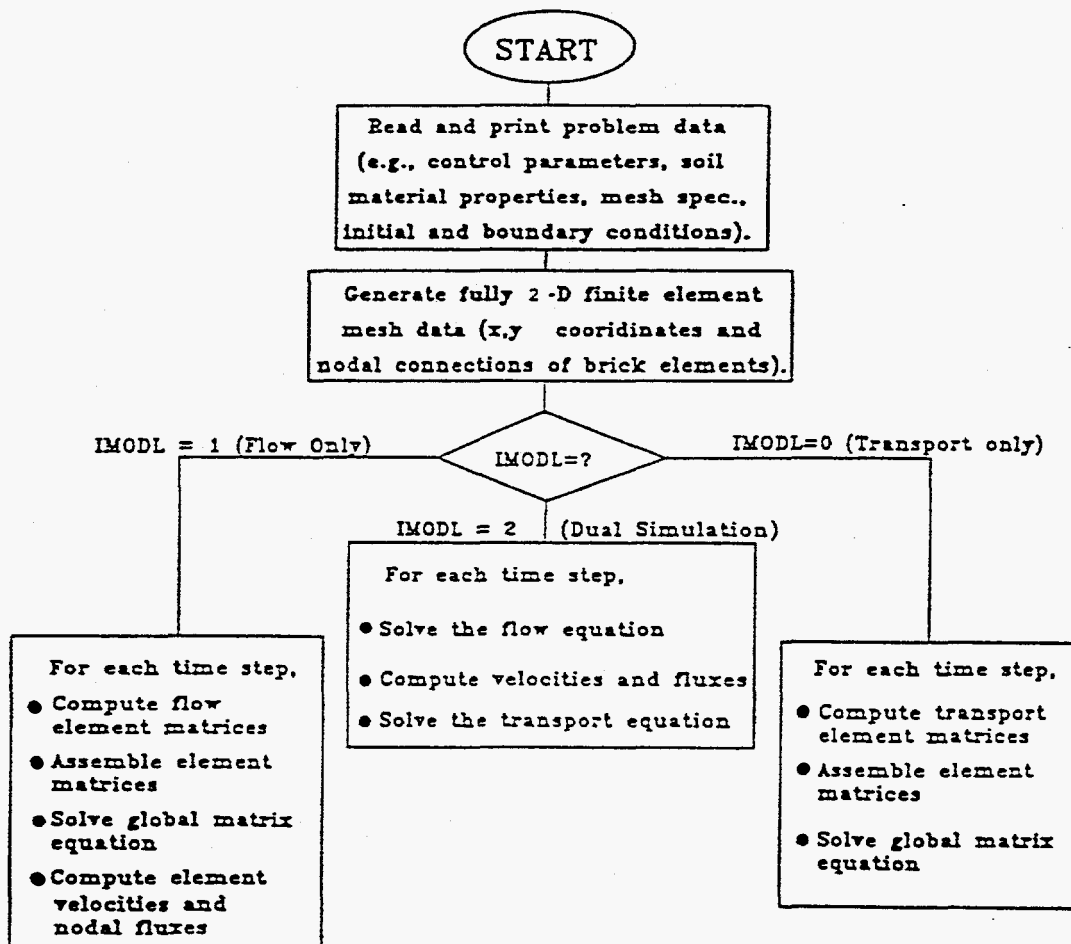 START
Read and print problem data
(e.g., control parameters, soil
material properties, mesh spec.,
initial and boundary conditions).
Generate fully 2-D finite element
mesh data (x,y cooridinates and
nodal connections of brick elements).
IMODL = 1 (Flow Only)
IMODL=?
IMODL=0 (Transport only)
IMODL = 2 (Dual Simulation)
For each time step,
● Solve the flow equation
● Compute velocities and fluxes
● Solve the transport equation
For each time step,
● Compute flow
element matrices
● Assemble element
matrices
● Solve global matrix
equation
● Compute element
velocities and
nodal fluxes
For each time step,
● Compute transport
element matrices
● Assemble element
matrices
● Solve global matrix
equation